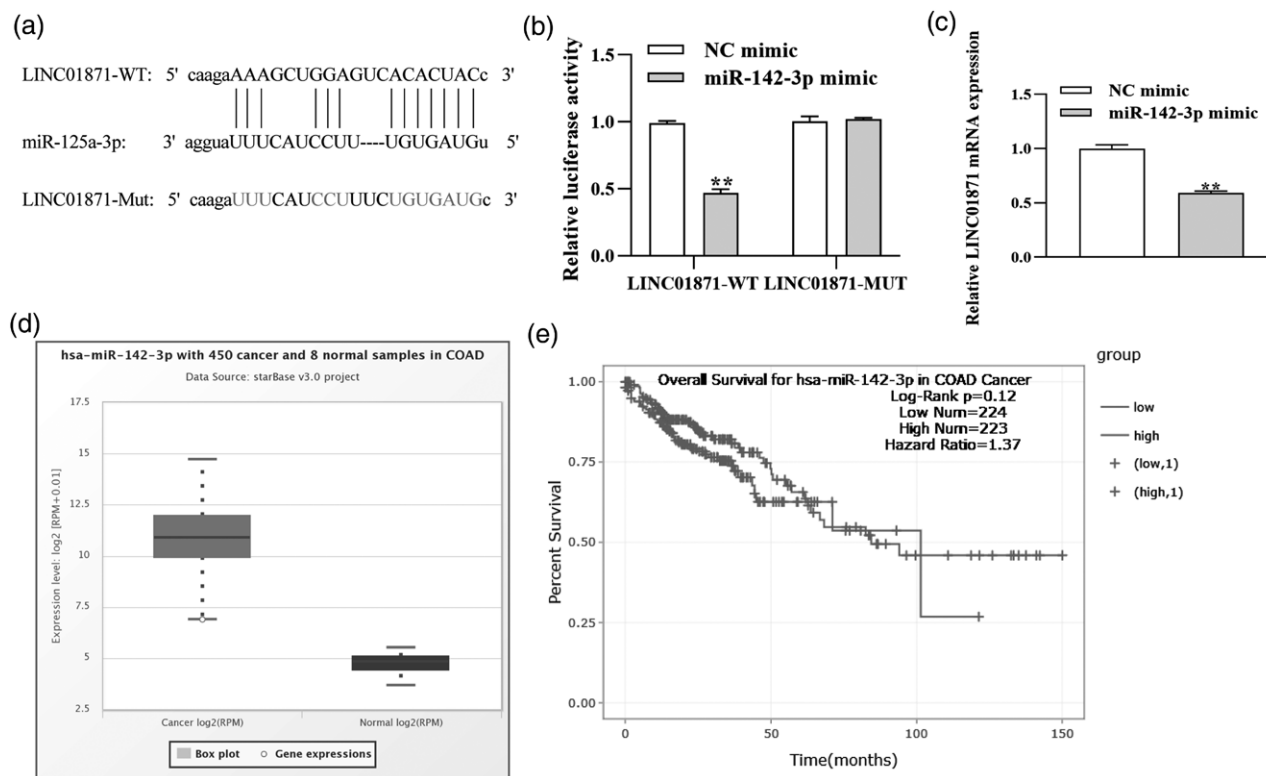 (a)
LINC01871-WT: 5' caagaAAAGCUGGAGUCACACUACc 3'
miR-125a-3p: 3' agguaUUUCAUCCUU----UGUGAUGu 5'
LINC01871-Mut: 5' caagaUUUCAUCCUUUCUGUGAUGc 3'
(b)
Relative luciferase activity
1.5
1.0
0.5
0.0
NC mimic
miR-142-3p mimic
**
LINC01871-WT LINC01871-MUT
(c)
Relative LINC01871 mRNA expression
NC mimic
miR-142-3p mimic
1.5
1.0
0.5
0.0
**
(d)
hsa-miR-142-3p with 450 cancer and 8 normal samples in COAD
Data Source: starBase v3.0 project
Expression level: log2 [RPM+0.01]
17.5
15
12.5
10
7.5
5
2.5
Cancer log2(RPM) Normal log2(RPM)
Box plot Gene expressions
(e)
Overall Survival for hsa-miR-142-3p in COAD Cancer
Log-Rank p=0.12
Low Num=224
High Num=223
Hazard Ratio=1.37
Percent Survival
1.00
0.75
0.50
0.25
0.00
0 50 100 150
Time(months)
group
low
high
(low,1)
(high,1)